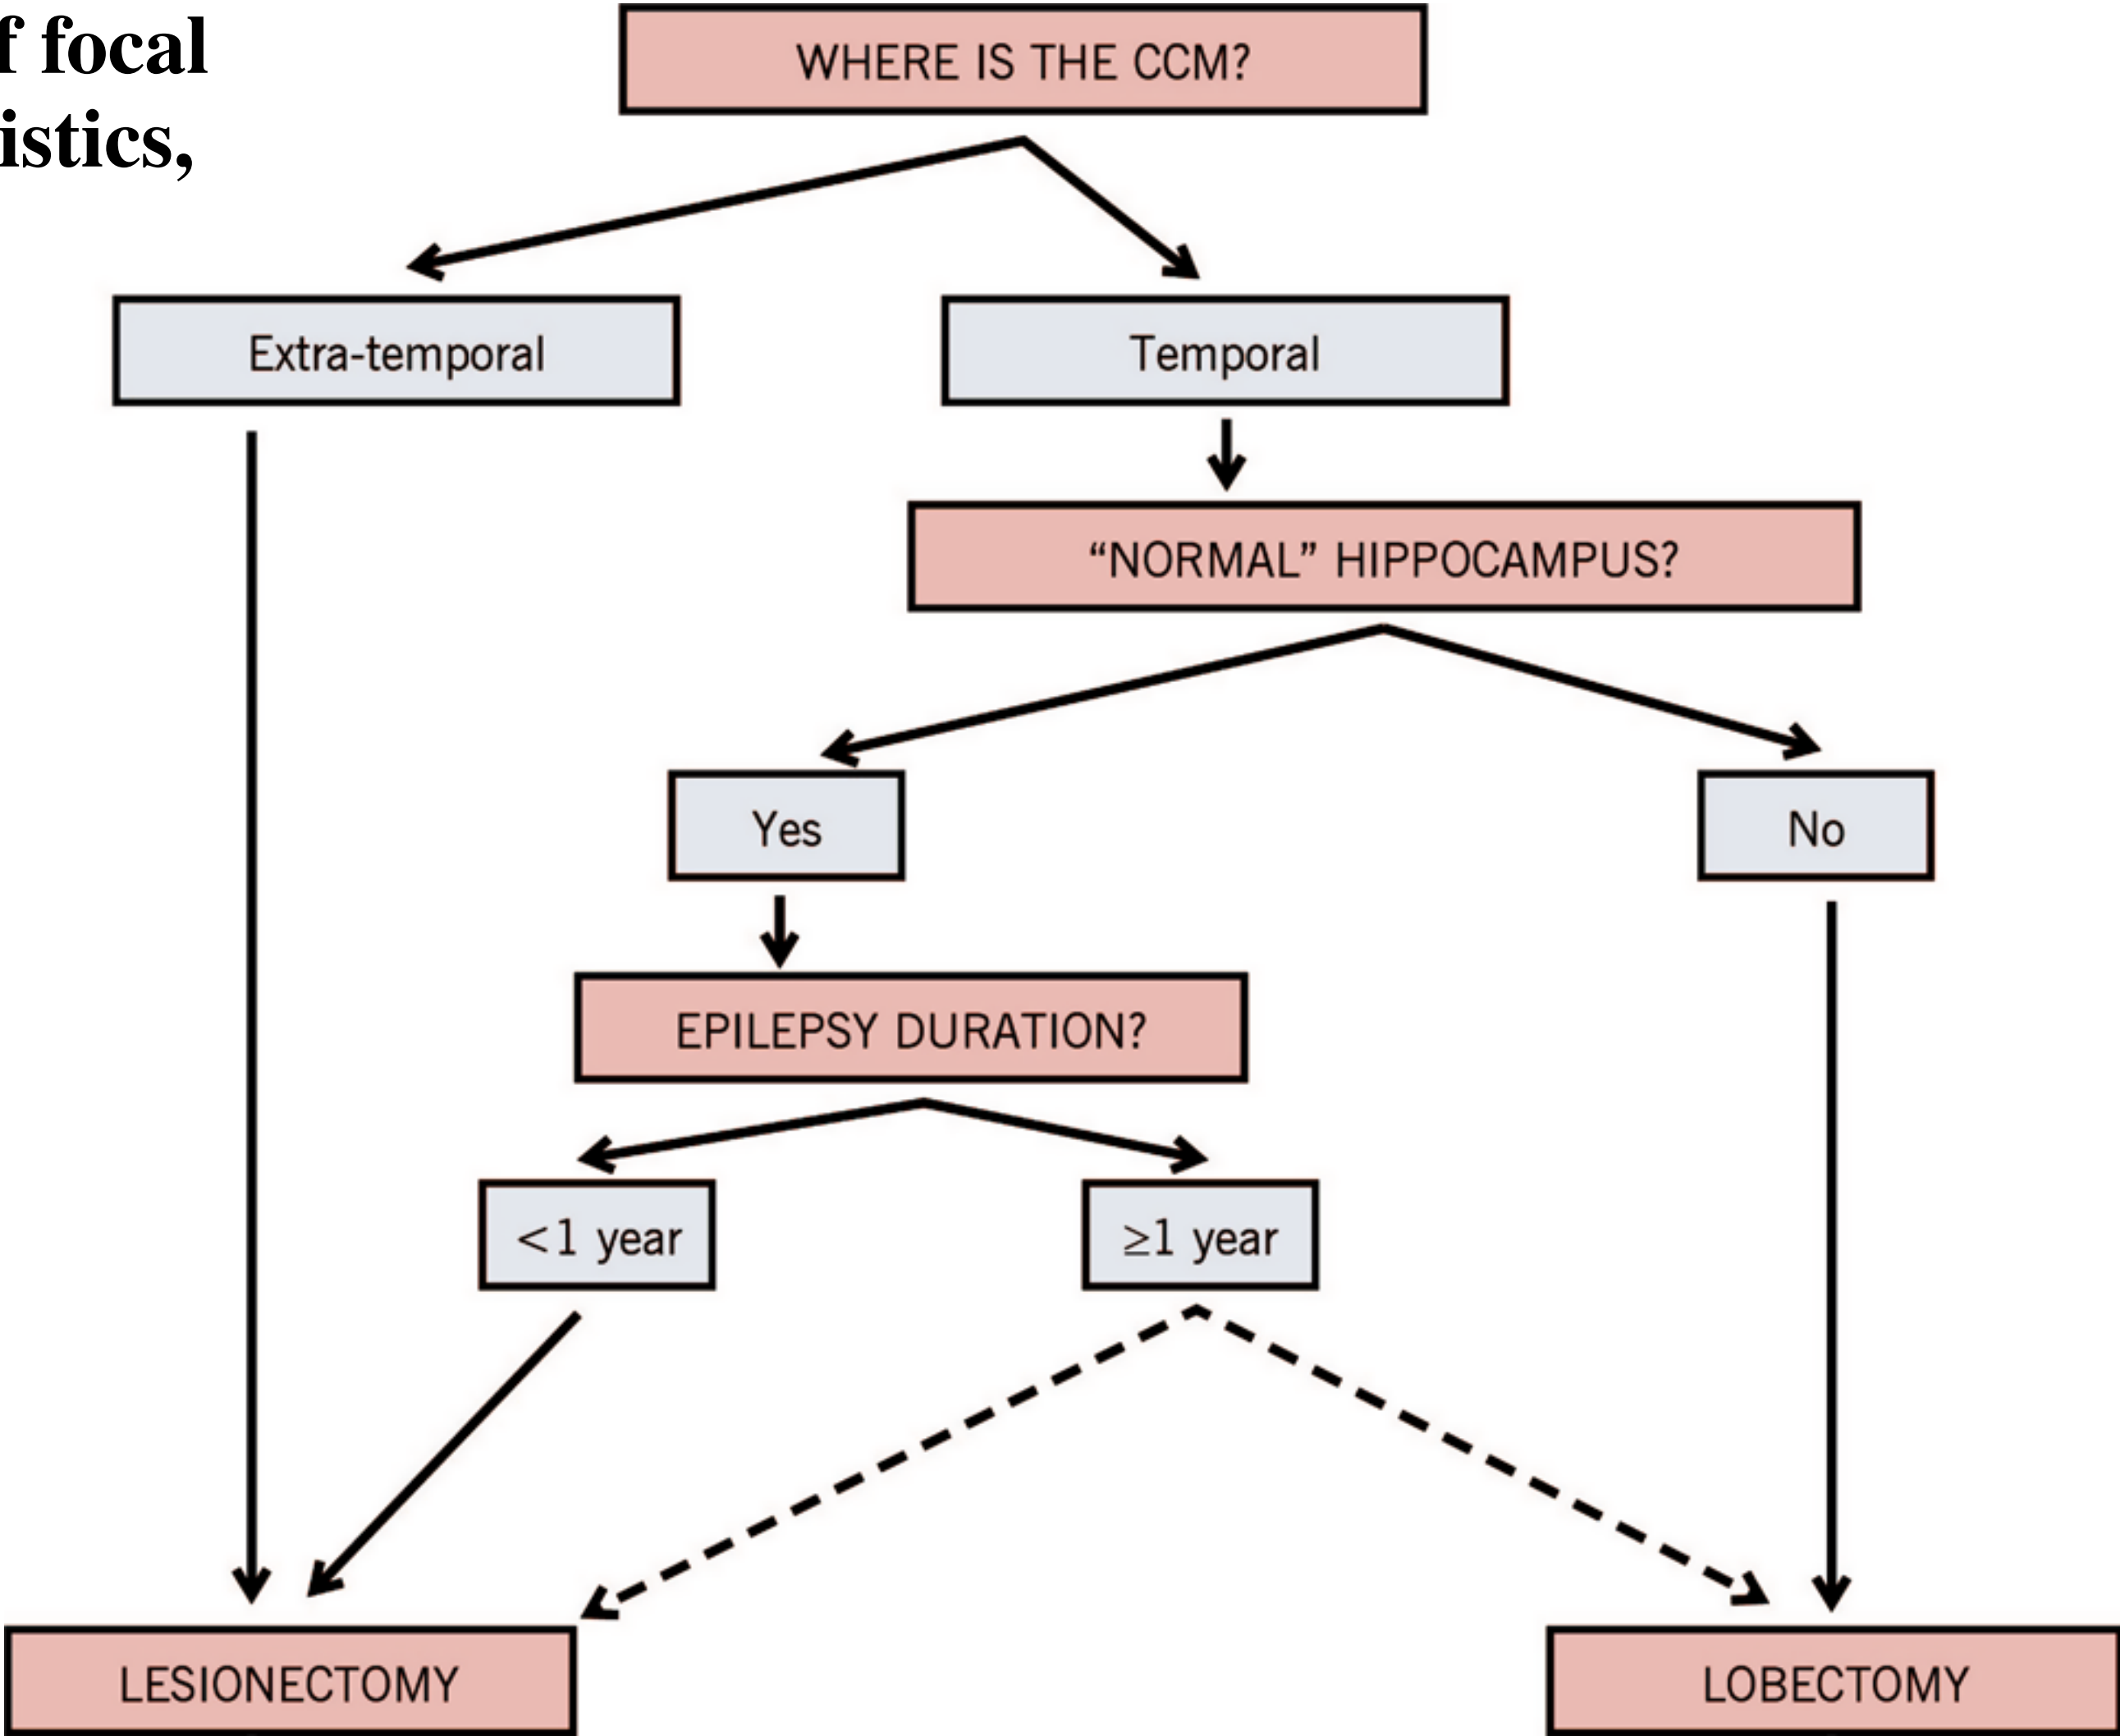 f focal
istics,
WHERE IS THE CCM?
Extra-temporal
Temporal
“NORMAL” HIPPOCAMPUS?
Yes
No
EPILEPSY DURATION?
<1 year
≥1 year
LESIONECTOMY
LOBECTOMY